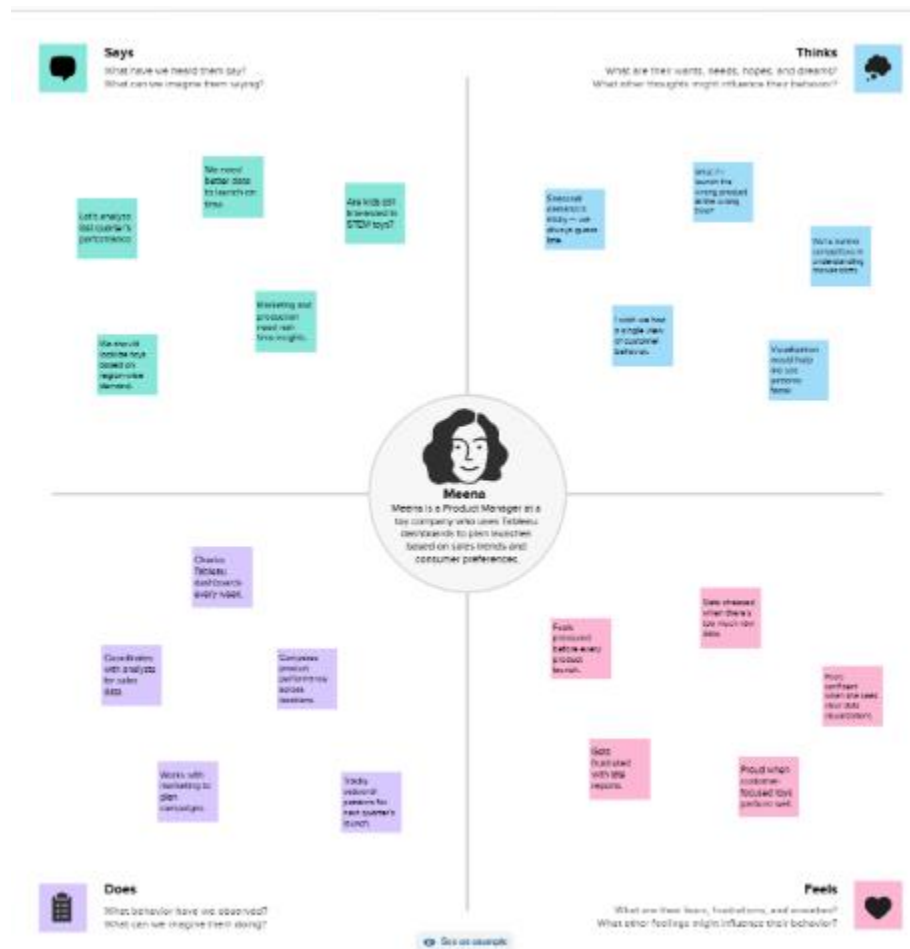 Says
What have we heard them say?
What can we imagine them saying?
Thinks
What are their wants, needs, hopes, and dreams?
What other thoughts might influence their behavior?
We need
better data
to launch on
time.
Let's analyze
last quarter's
performance.
Are kids still
interested in
STEM toys?
Marketing and
production
need real-
time insights.
We should
include toys
based on
region-wise
demand.
What if I
launch the
wrong product
at the wrong
time?
Seasonal
demand is
tricky — we
always guess
late.
understanding
I wish we had
a single view
of customer
behavior.
Visualization
would help
me see
patterns
faster.
Meena
Meena is a Product Manager at a
toy company who uses Tableau
dashboards to plan launches
based on sales trends and
consumer preferences.
Checks
Tableau
dashboards
every week.
Coordinates
with analysts
for sales
data.
Compares
product
performance
across
locations.
Works with
marketing to
plan
campaigns.
Tracks
seasonal
patterns for
next quarter's
launch.
Feels
pressured
before every
product
launch.
Gets stressed
when there's
too much raw
data.
Feels
confident
when she sees
clear data
visualizations.
Gets
frustrated
with late
reports.
Proud when
customer-
focused toys
perform well.
Does
What behavior have we observed?
What can we imagine them doing?
Feels
What are their fears, frustrations, and anxieties?
What other feelings might influence their behavior?
See an example